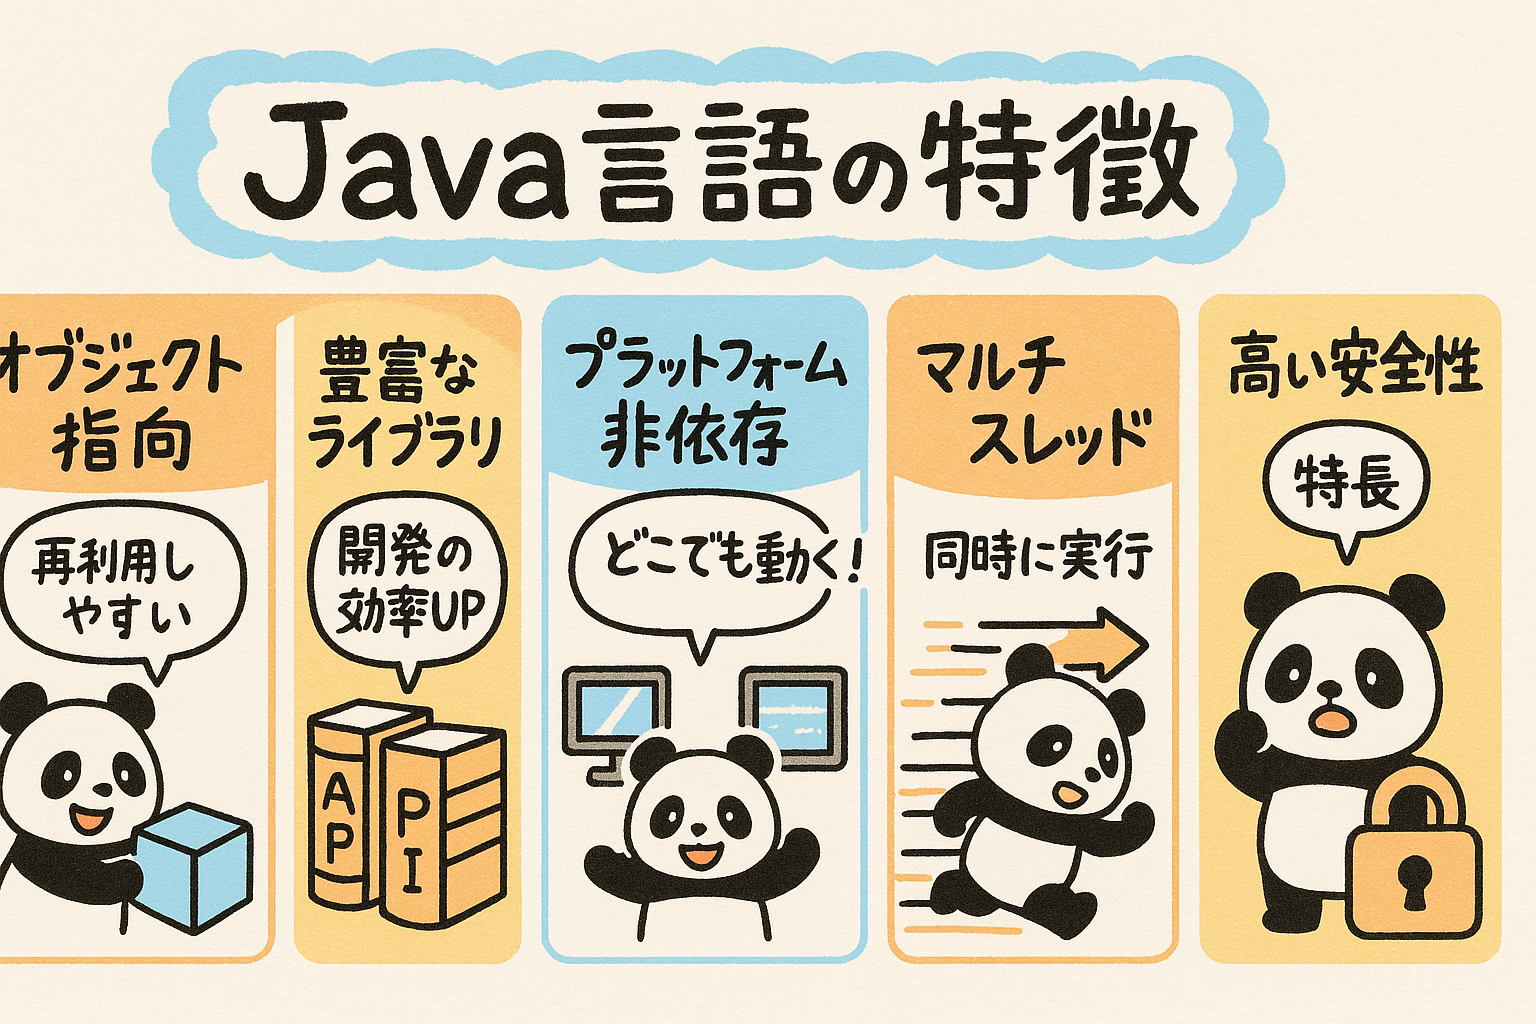 Java言語の特徴
オブジェクト
指向
再利用し
やすい
豊富な
ライブラリ
開発の
効率UP
AP
PI
プラットフォーム
非依存
どこでも動く!
マルチ
スレッド
同時に実行
高い安全性
特長